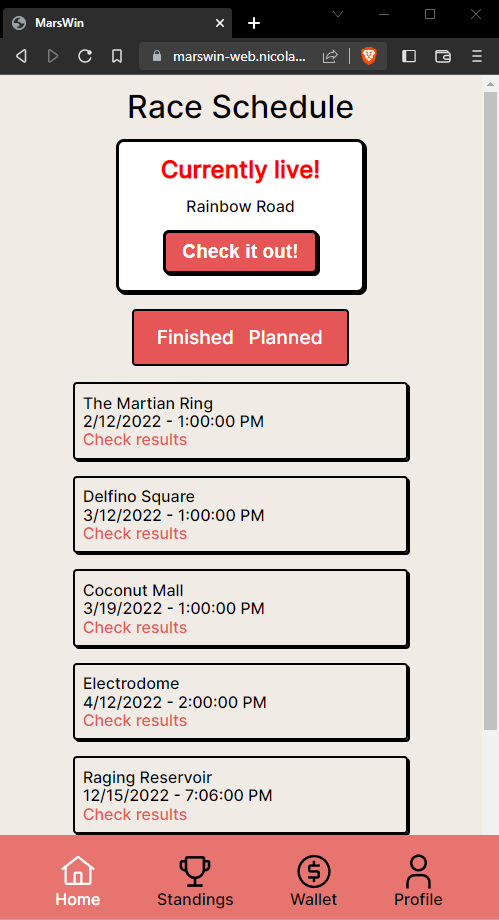 MarsWin
marswin-web.nicola...
Race Schedule
Currently live!
Rainbow Road
Check it out!
Finished Planned
The Martian Ring
2/12/2022 - 1:00:00 PM
Check results
Delfino Square
3/12/2022 - 1:00:00 PM
Check results
Coconut Mall
3/19/2022 - 1:00:00 PM
Check results
Electrodome
4/12/2022 - 2:00:00 PM
Check results
Raging Reservoir
12/15/2022 - 7:06:00 PM
Check results
Home Standings Wallet Profile